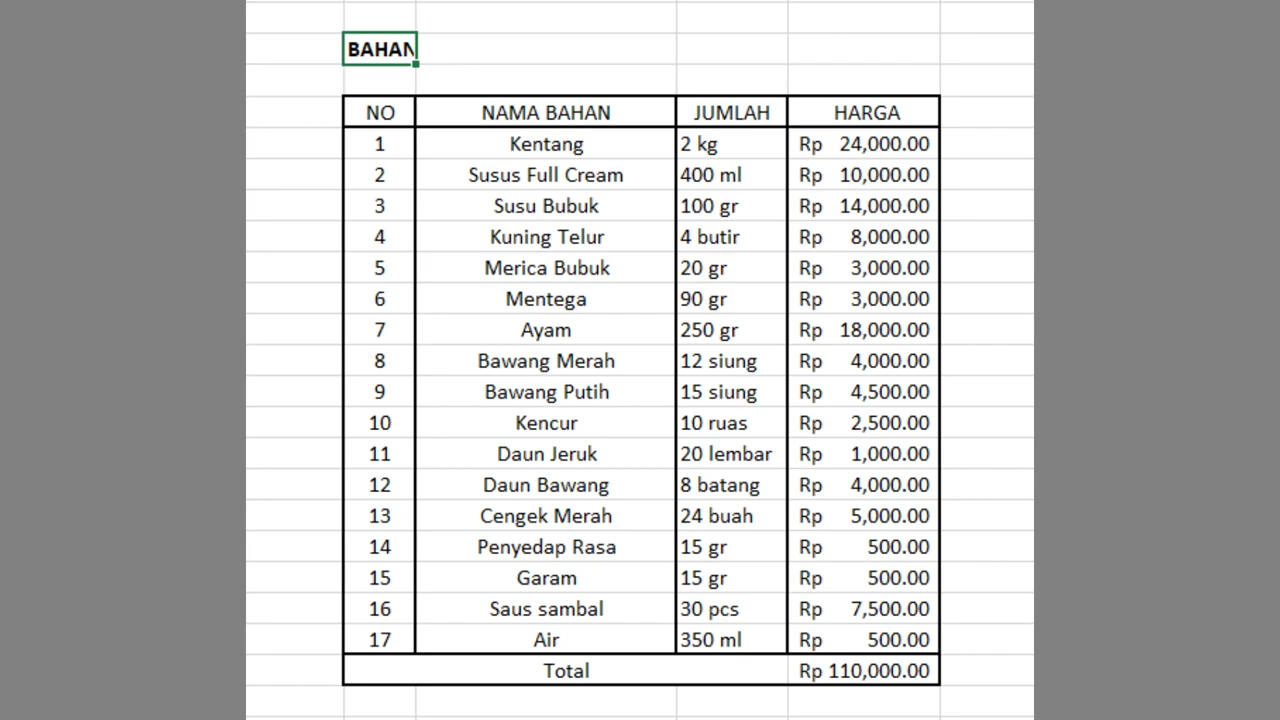 BAHAN
NO NAMA BAHAN JUMLAH HARGA
1 Kentang 2 kg Rp 24,000.00
2 Susus Full Cream 400 ml Rp 10,000.00
3 Susu Bubuk 100 gr Rp 14,000.00
4 Kuning Telur 4 butir Rp 8,000.00
5 Merica Bubuk 20 gr Rp 3,000.00
6 Mentega 90 gr Rp 3,000.00
7 Ayam 250 gr Rp 18,000.00
8 Bawang Merah 12 siung Rp 4,000.00
9 Bawang Putih 15 siung Rp 4,500.00
10 Kencur 10 ruas Rp 2,500.00
11 Daun Jeruk 20 lembar Rp 1,000.00
12 Daun Bawang 8 batang Rp 4,000.00
13 Cengek Merah 24 buah Rp 5,000.00
14 Penyedap Rasa 15 gr Rp 500.00
15 Garam 15 gr Rp 500.00
16 Saus sambal 30 pcs Rp 7,500.00
17 Air 350 ml Rp 500.00
Total Rp 110,000.00